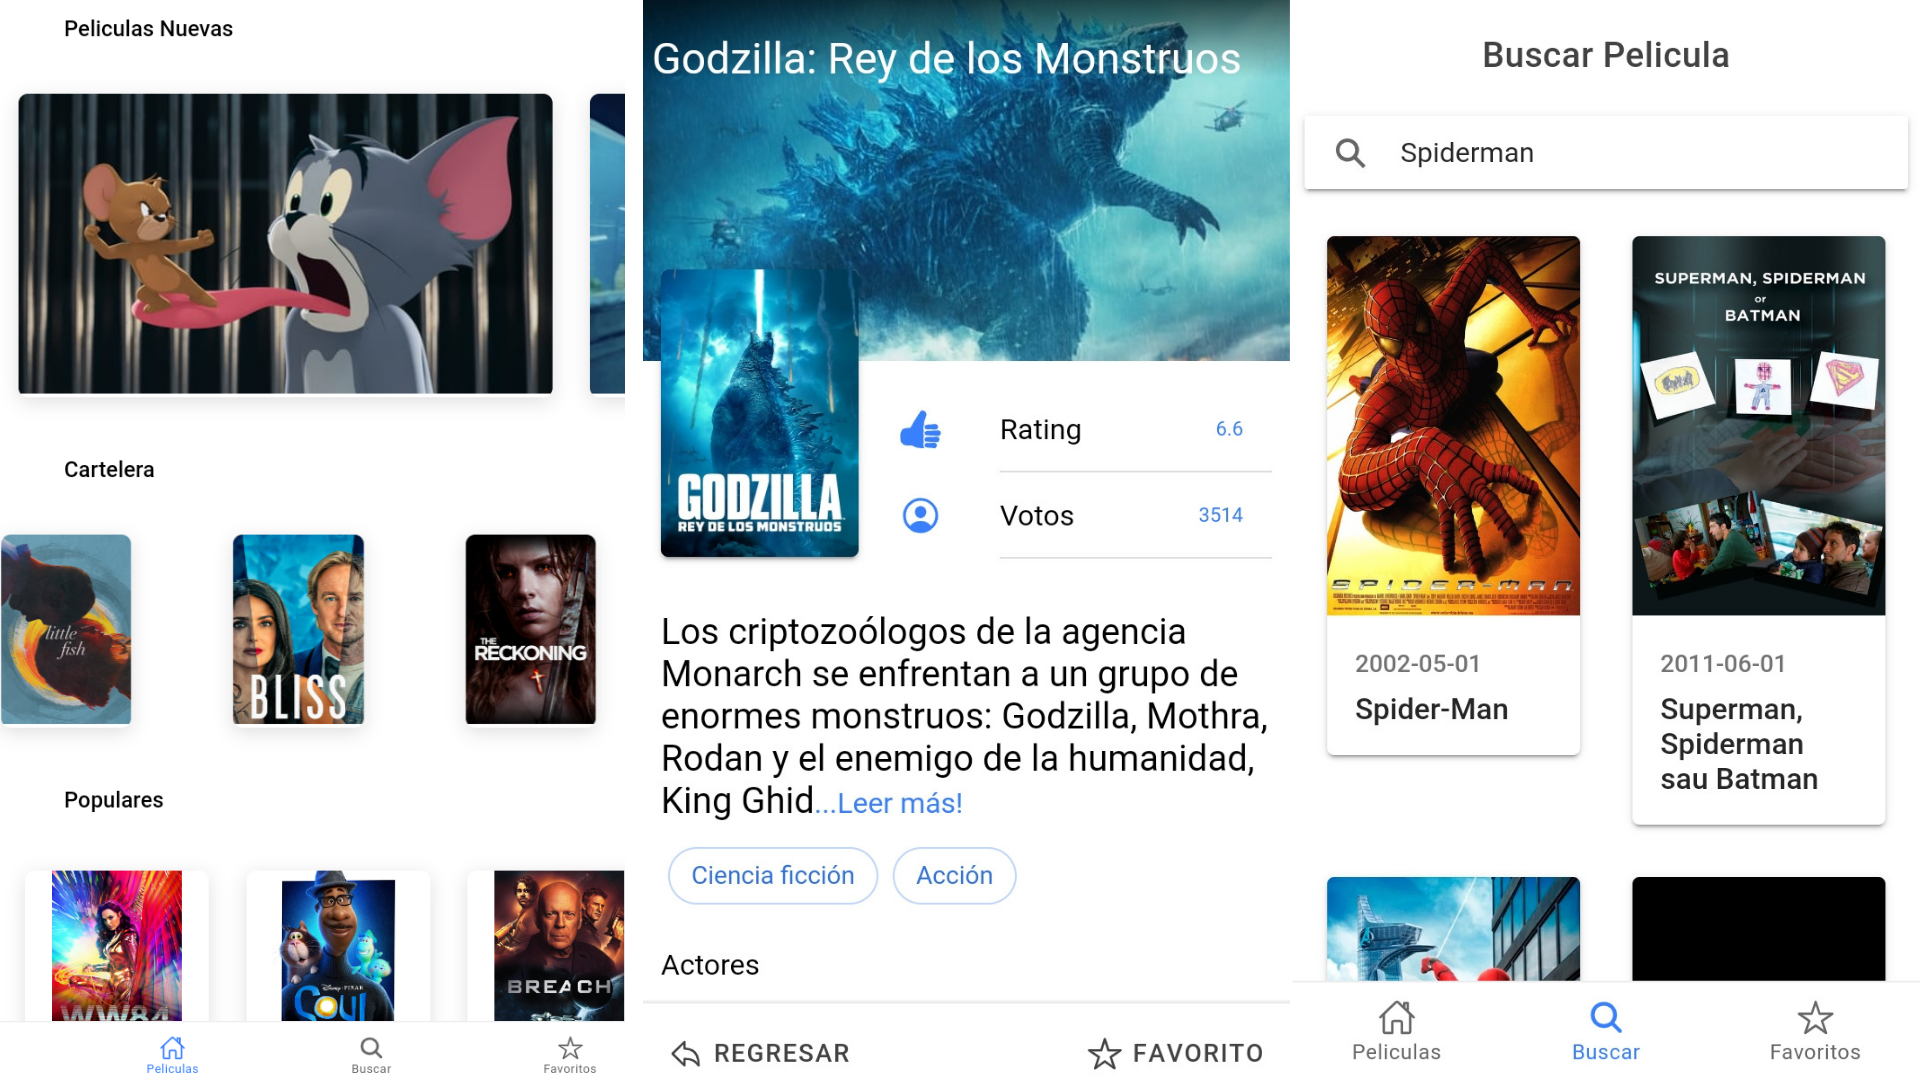 Peliculas Nuevas
Cartelera
little
fish
BLISS
THE
RECKONING
Populares
WW84
DISNEY · PIXAR
SOUL
BREACH
Peliculas
Buscar
Favoritos
Godzilla: Rey de los Monstruos
GODZILLA
REY DE LOS MONSTRUOS
Rating
6.6
Votos
3514
Los criptozoólogos de la agencia
Monarch se enfrentan a un grupo de
enormes monstruos: Godzilla, Mothra,
Rodan y el enemigo de la humanidad,
King Ghid...Leer más!
Ciencia ficción
Acción
Actores
REGRESAR
FAVORITO
Buscar Pelicula
Spiderman
SPIDER-MAN
2002-05-01
Spider-Man
SUPERMAN, SPIDERMAN
or
BATMAN
2011-06-01
Superman,
Spiderman
sau Batman
Peliculas
Buscar
Favoritos